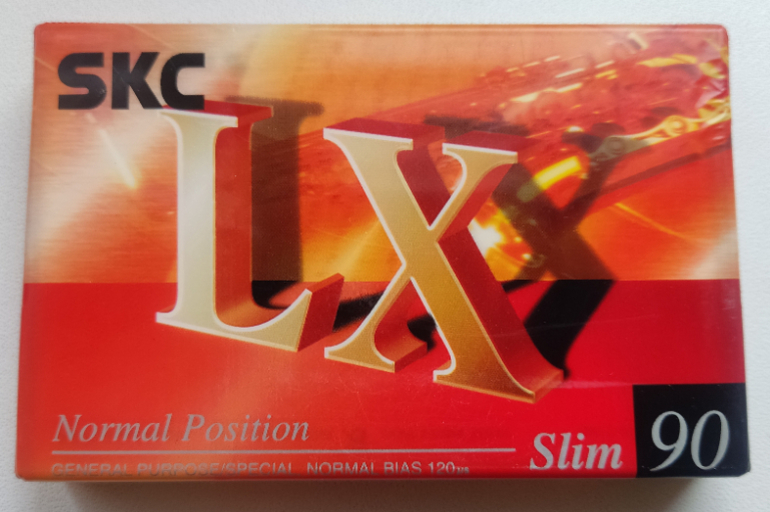 SKC
LX
Normal Position
Slim 90
GENERAL PURPOSE/SPECIAL NORMAL BIAS 120µs